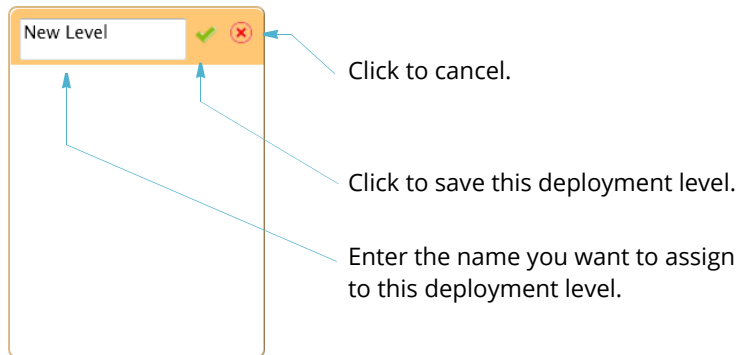 New Level
Click to cancel.
Click to save this deployment level.
Enter the name you want to assign
to this deployment level.